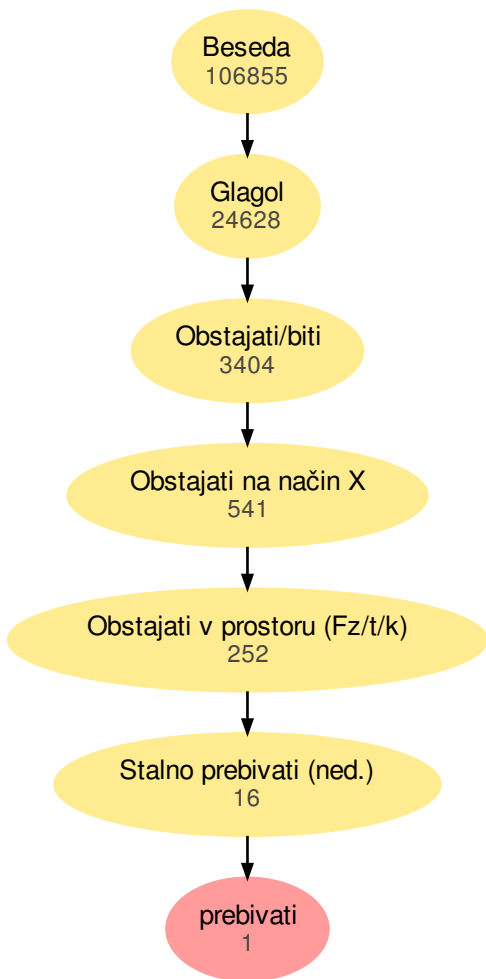 Beseda
106855
Glagol
24628
Obstajati/biti
3404
Obstajati na način X
541
Obstajati v prostoru (Fz/t/k)
252
Stalno prebivati (ned.)
16
prebivati
1